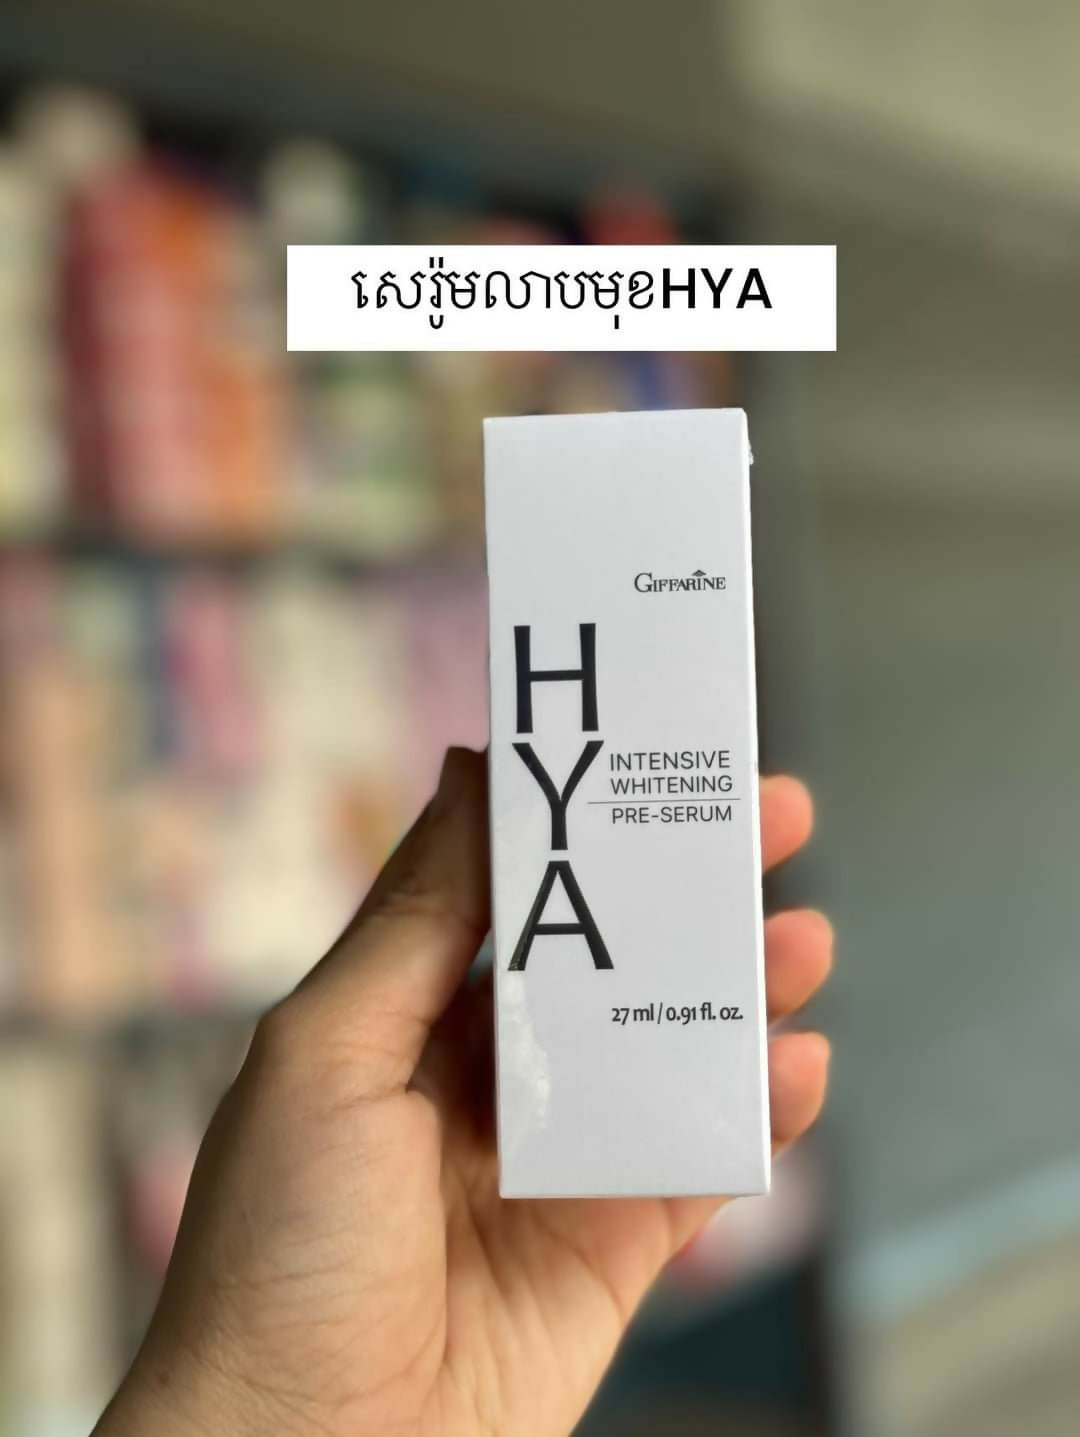 សេរ៉ូមលាបមុខHYA
GIFFARINE
HYA
INTENSIVE
WHITENING
PRE-SERUM
27 ml / 0.91 fl. oz.